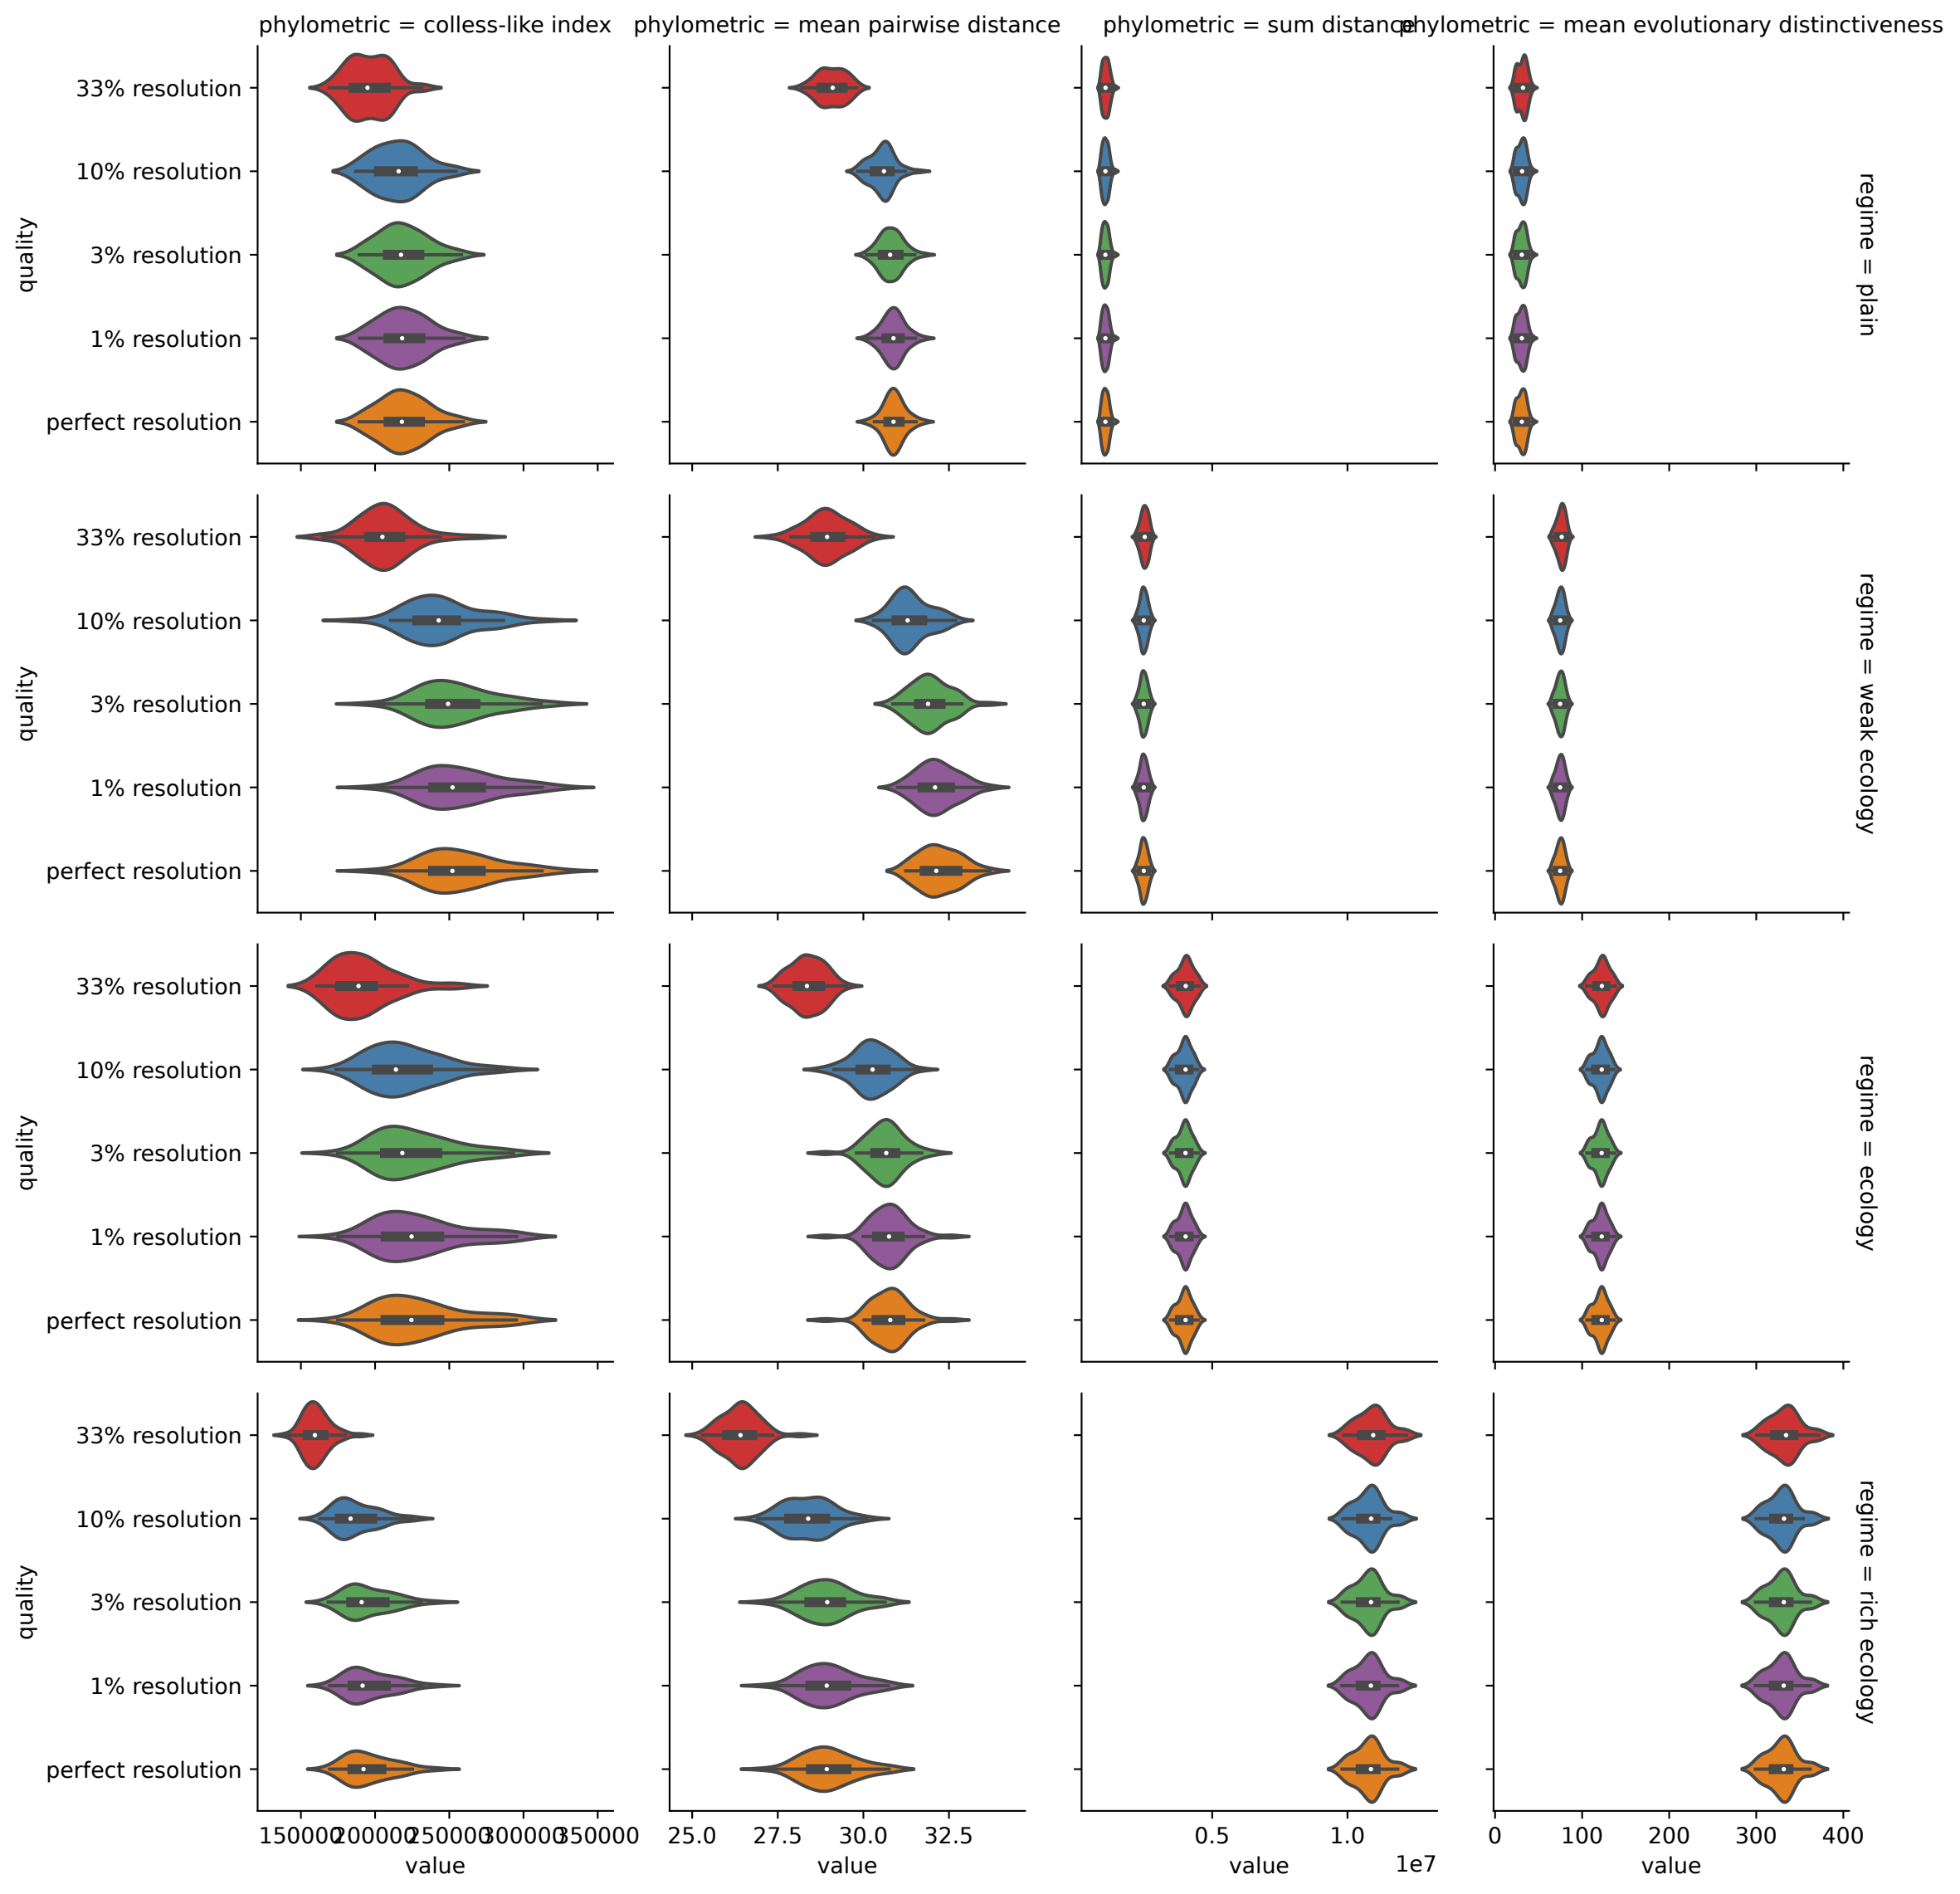 phylometric = colless-like index
phylometric = mean pairwise distance
phylometric = sum distance
phylometric = mean evolutionary distinctiveness
quality
33% resolution
10% resolution
3% resolution
1% resolution
perfect resolution
regime = plain
quality
33% resolution
10% resolution
3% resolution
1% resolution
perfect resolution
regime = weak ecology
quality
33% resolution
10% resolution
3% resolution
1% resolution
perfect resolution
regime = ecology
quality
33% resolution
10% resolution
3% resolution
1% resolution
perfect resolution
regime = rich ecology
150000 200000 250000 300000 350000
value
25.0 27.5 30.0 32.5
value
0.5 1.0
1e7
value
0 100 200 300 400
value